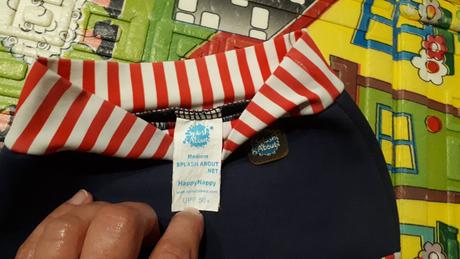 Splash
About
Medium
SPLASH ABOUT
.NET
HappyNappy
UPF 50+
Splash
About